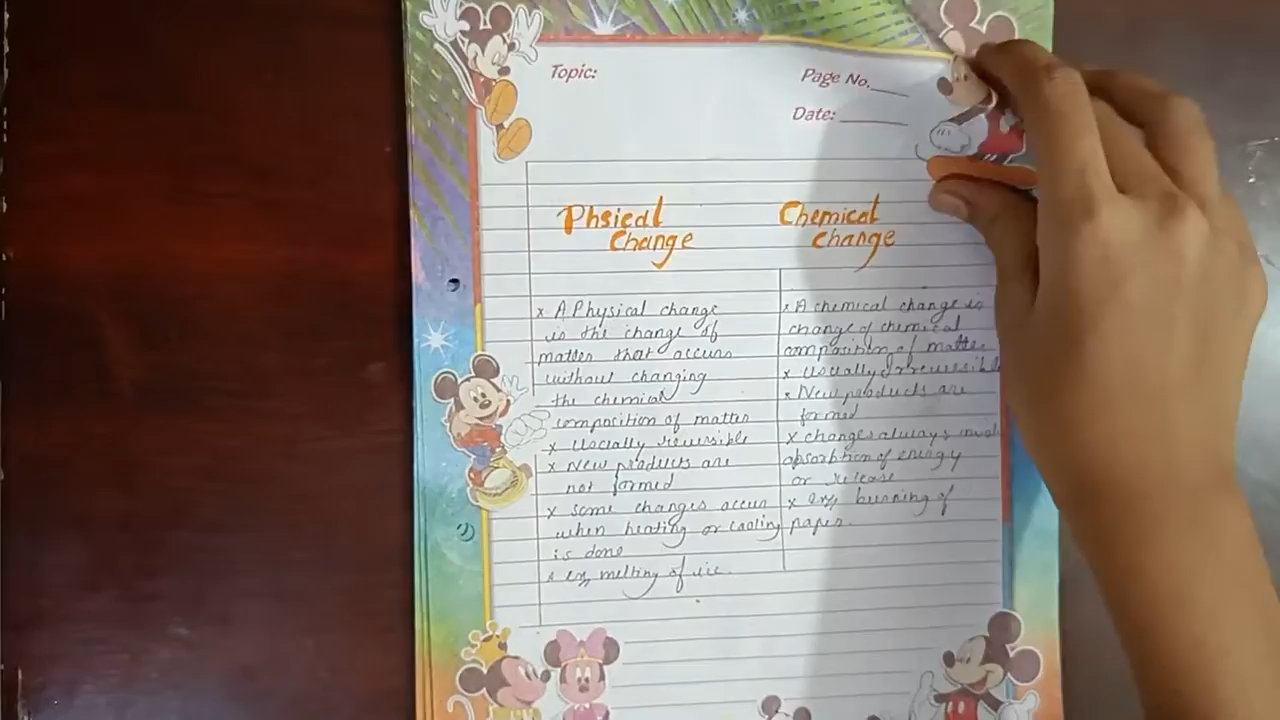 Topic:
Page No.
Date:
Phsical
Change
x A Physical change
is the change of
matter that occurs
without changing
the chemical
composition of matter
x Usually reversible
x New products are
not formed
x some changes occur
when heating or cooling
is done
x eg, melting of ice.
Chemical
Change
x A chemical change is
change of chemical
composition of matter
x Usually irreversible
x New products are
formed
x changes always
absorbtion of energy
or release
x eg, burning of
paper.